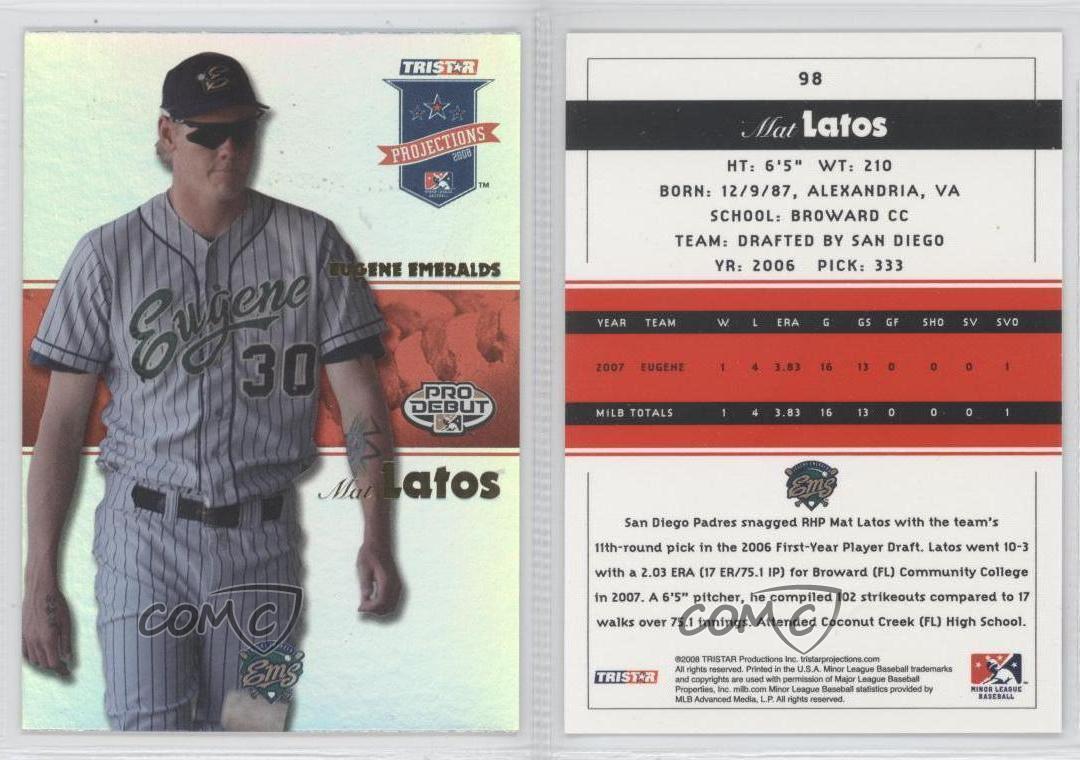 E
TRISTAR
PROJECTIONS
2008
MINOR LEAGUE
BASEBALL
TM
EUGENE EMERALDS
Eugene
30
PRO
DEBUT
Mat Latos
COMC
Ems
98
Mat Latos
HT: 6'5" WT: 210
BORN: 12/9/87, ALEXANDRIA, VA
SCHOOL: BROWARD CC
TEAM: DRAFTED BY SAN DIEGO
YR: 2006 PICK: 333
YEAR TEAM W L ERA G GS GF SHO SV SVO
2007 EUGENE 1 4 3.83 16 13 0 0 0 1
MiLB TOTALS 1 4 3.83 16 13 0 0 0 1
Ems
San Diego Padres snagged RHP Mat Latos with the team's
11th-round pick in the 2006 First-Year Player Draft. Latos went 10-3
with a 2.03 ERA (17 ER/75.1 IP) for Broward (FL) Community College
in 2007. A 6'5" pitcher, he compiled 102 strikeouts compared to 17
walks over 75.1 innings. Attended Coconut Creek (FL) High School.
COMC
©2008 TRISTAR Productions Inc. tristarprojections.com
All rights reserved. Printed in the U.S.A. Minor League Baseball trademarks
and copyrights are used with permission of Major League Baseball
Properties, Inc. milb.com Minor League Baseball statistics provided by
MLB Advanced Media, L.P. All rights reserved.
TRISTAR
MINOR LEAGUE
BASEBALL